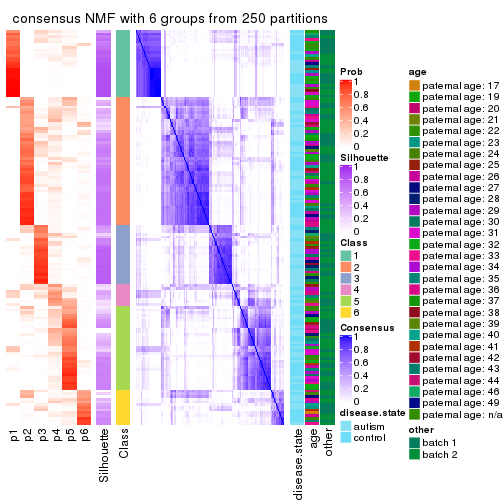 consensus NMF with 6 groups from 250 partitions
p1
p2
p3
p4
p5
p6
Silhouette
Class
disease.state
age
other
Prob
1
0.8
0.6
0.4
0.2
0
Silhouette
1
0.8
0.6
0.4
0.2
0
Class
1
2
3
4
5
6
Consensus
1
0.8
0.6
0.4
0.2
0
disease.state
autism
control
age
paternal age: 17
paternal age: 19
paternal age: 20
paternal age: 21
paternal age: 22
paternal age: 23
paternal age: 24
paternal age: 25
paternal age: 26
paternal age: 27
paternal age: 28
paternal age: 29
paternal age: 30
paternal age: 31
paternal age: 32
paternal age: 33
paternal age: 34
paternal age: 35
paternal age: 36
paternal age: 37
paternal age: 38
paternal age: 39
paternal age: 40
paternal age: 41
paternal age: 42
paternal age: 43
paternal age: 44
paternal age: 46
paternal age: 49
paternal age: n/a
other
batch 1
batch 2